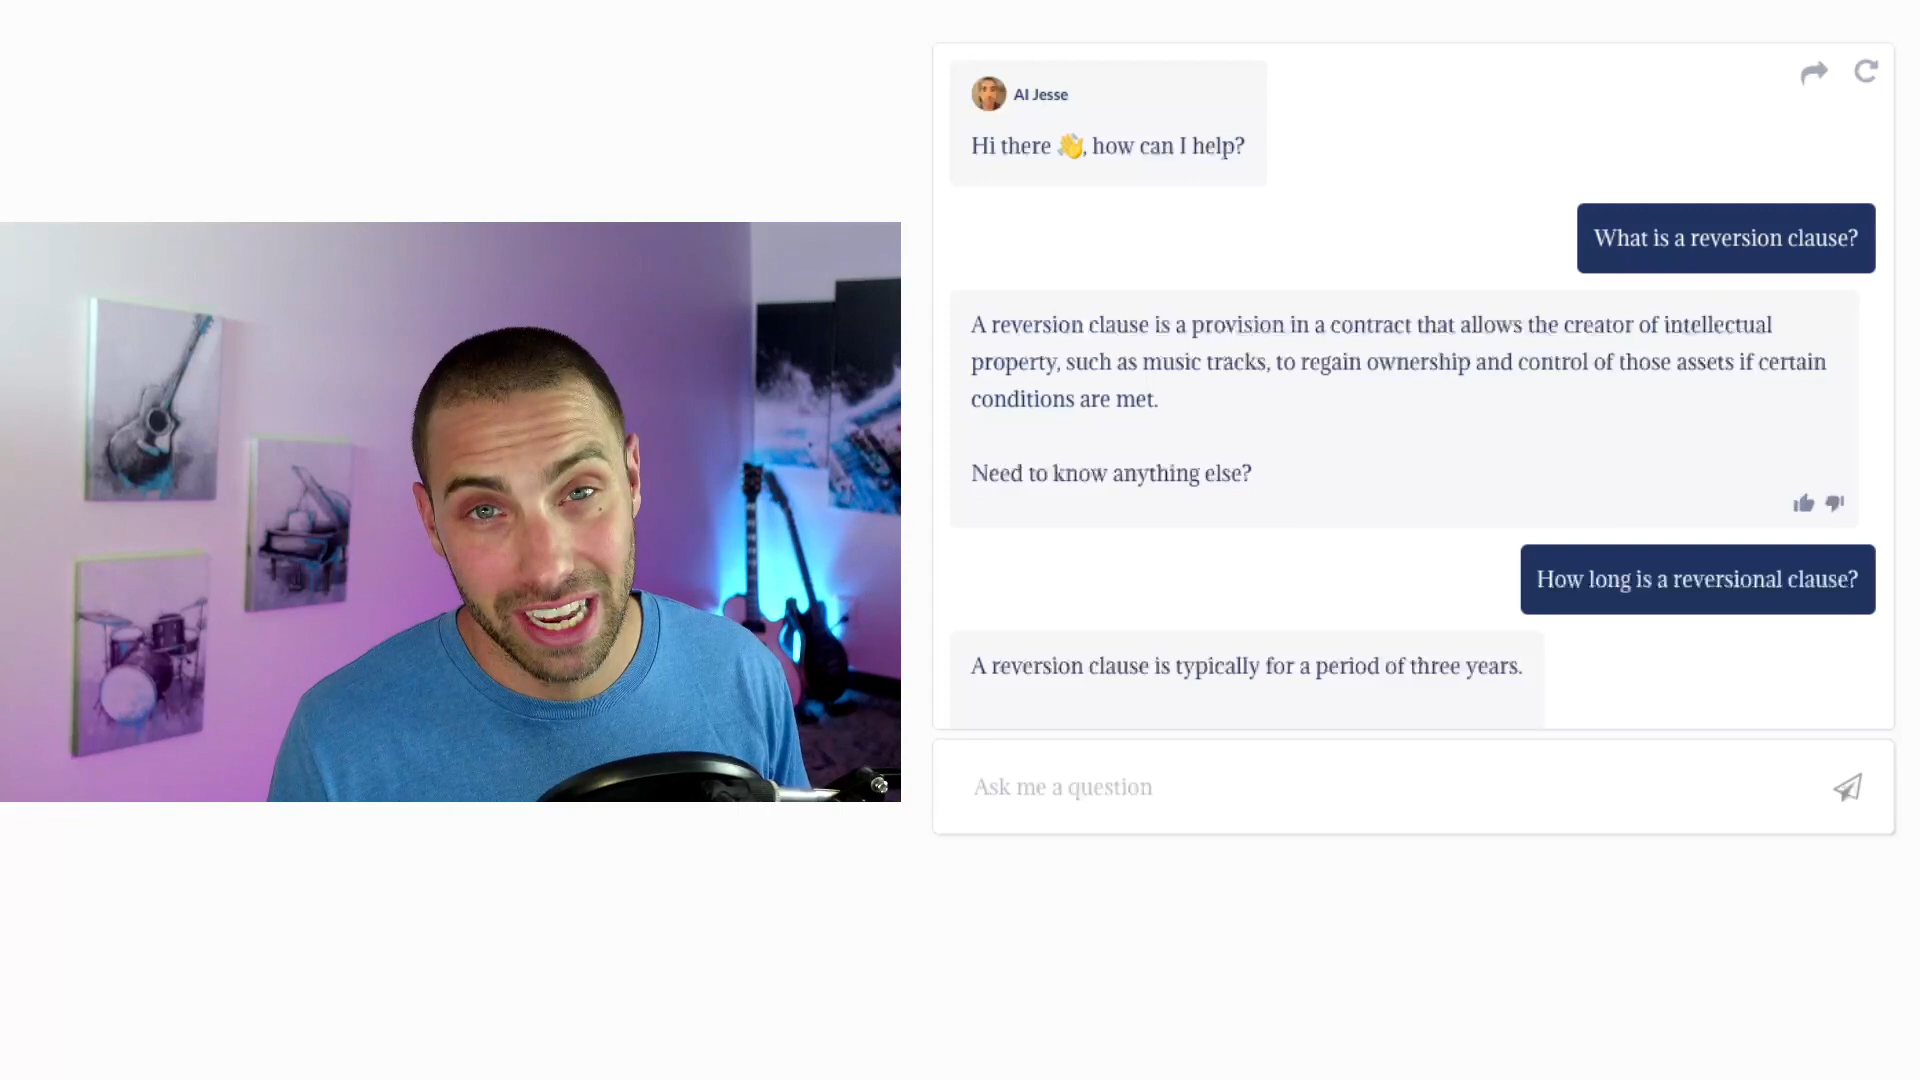 AI Jesse
Hi there 👋, how can I help?
What is a reversion clause?
A reversion clause is a provision in a contract that allows the creator of intellectual
property, such as music tracks, to regain ownership and control of those assets if certain
conditions are met.
Need to know anything else?
How long is a reversional clause?
A reversion clause is typically for a period of three years.
Ask me a question